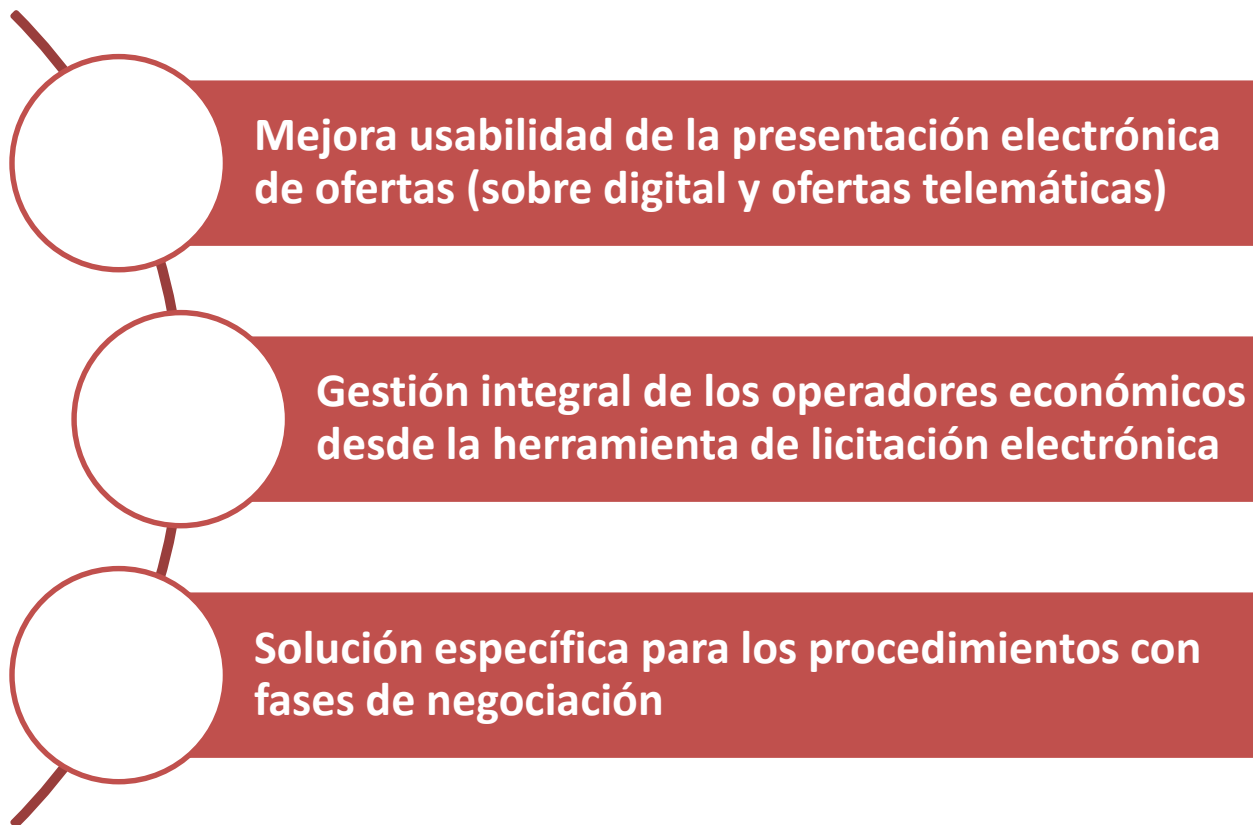 Mejora usabilidad de la presentación electrónica
de ofertas (sobre digital y ofertas telemáticas)
Gestión integral de los operadores económicos
desde la herramienta de licitación electrónica
Solución específica para los procedimientos con
fases de negociación